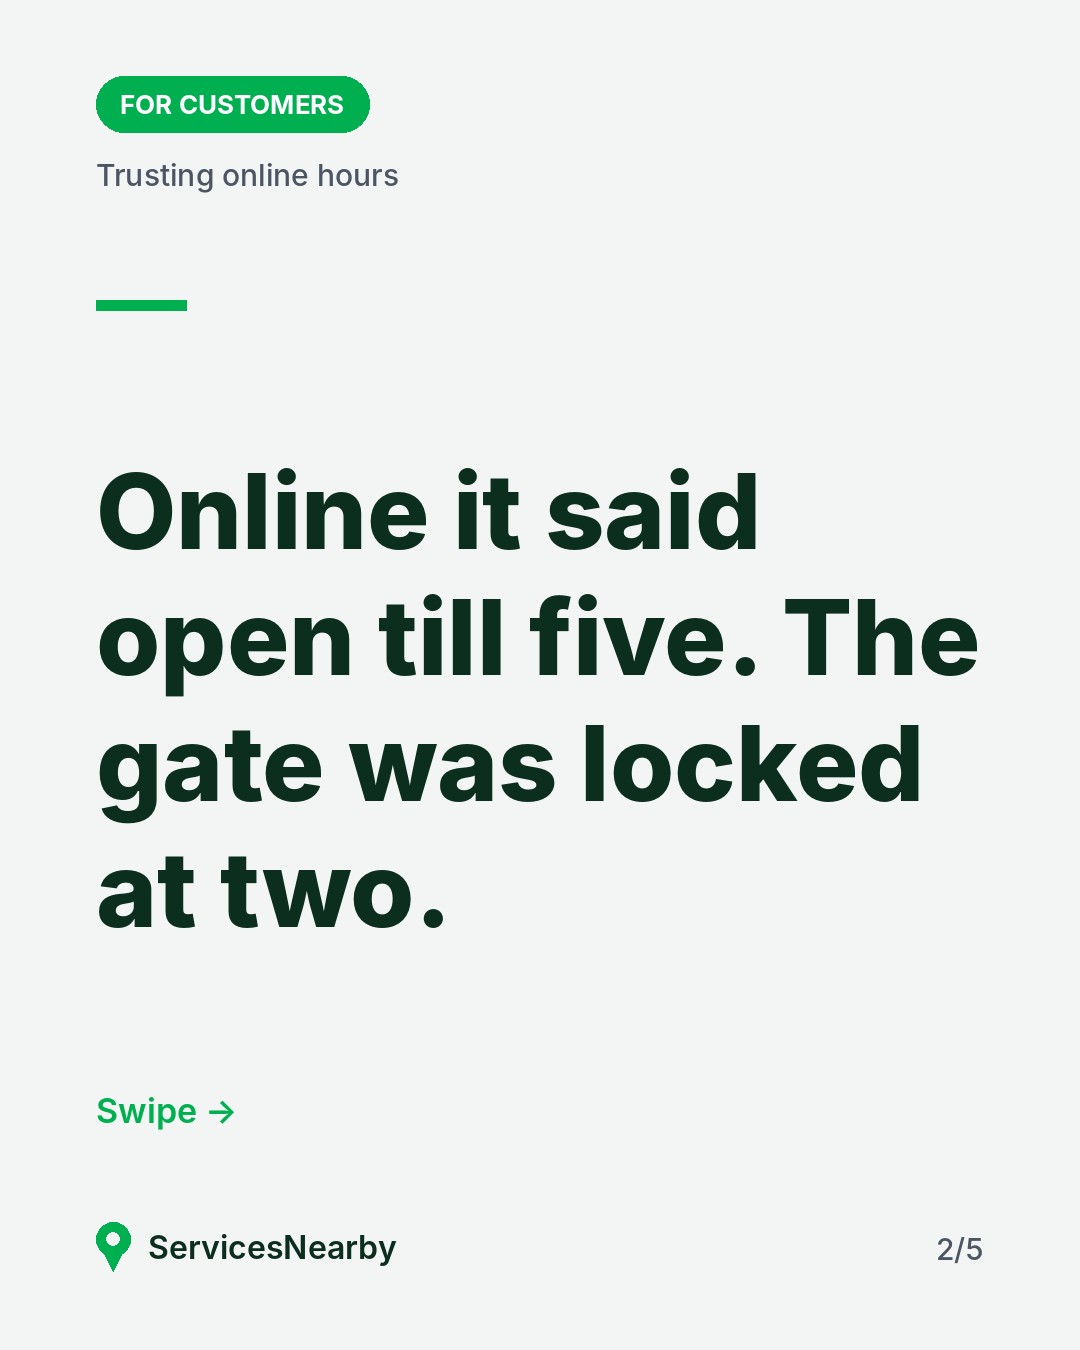 FOR CUSTOMERS
Trusting online hours
Online it said
open till five. The
gate was locked
at two.
Swipe →
ServicesNearby
2/5